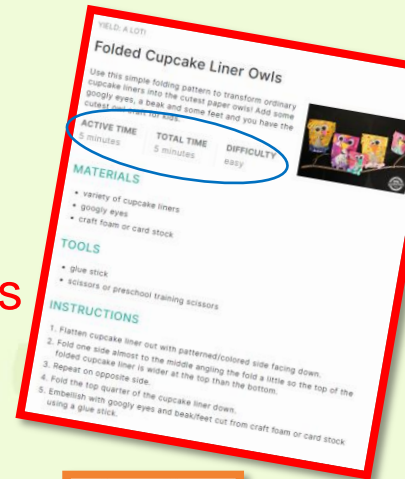 YIELD: A LOT!
Folded Cupcake Liner Owls
Use this simple folding pattern to transform ordinary
cupcake liners into the cutest paper owls! Add some
googly eyes, a beak and some feet and you have the
cutest owl craft for kids.
ACTIVE TIME TOTAL TIME DIFFICULTY
5 minutes 5 minutes easy
MATERIALS
• variety of cupcake liners
• googly eyes
• craft foam or card stock
TOOLS
• glue stick
• scissors or preschool training scissors
s
INSTRUCTIONS
1. Flatten cupcake liner out with patterned/colored side facing down.
2. Fold one side almost to the middle angling the fold a little so the top of the
folded cupcake liner is wider at the top than the bottom.
3. Repeat on opposite side.
4. Fold the top quarter of the cupcake liner down.
5. Embellish with googly eyes and beak/feet cut from craft foam or card stock
using a glue stick.